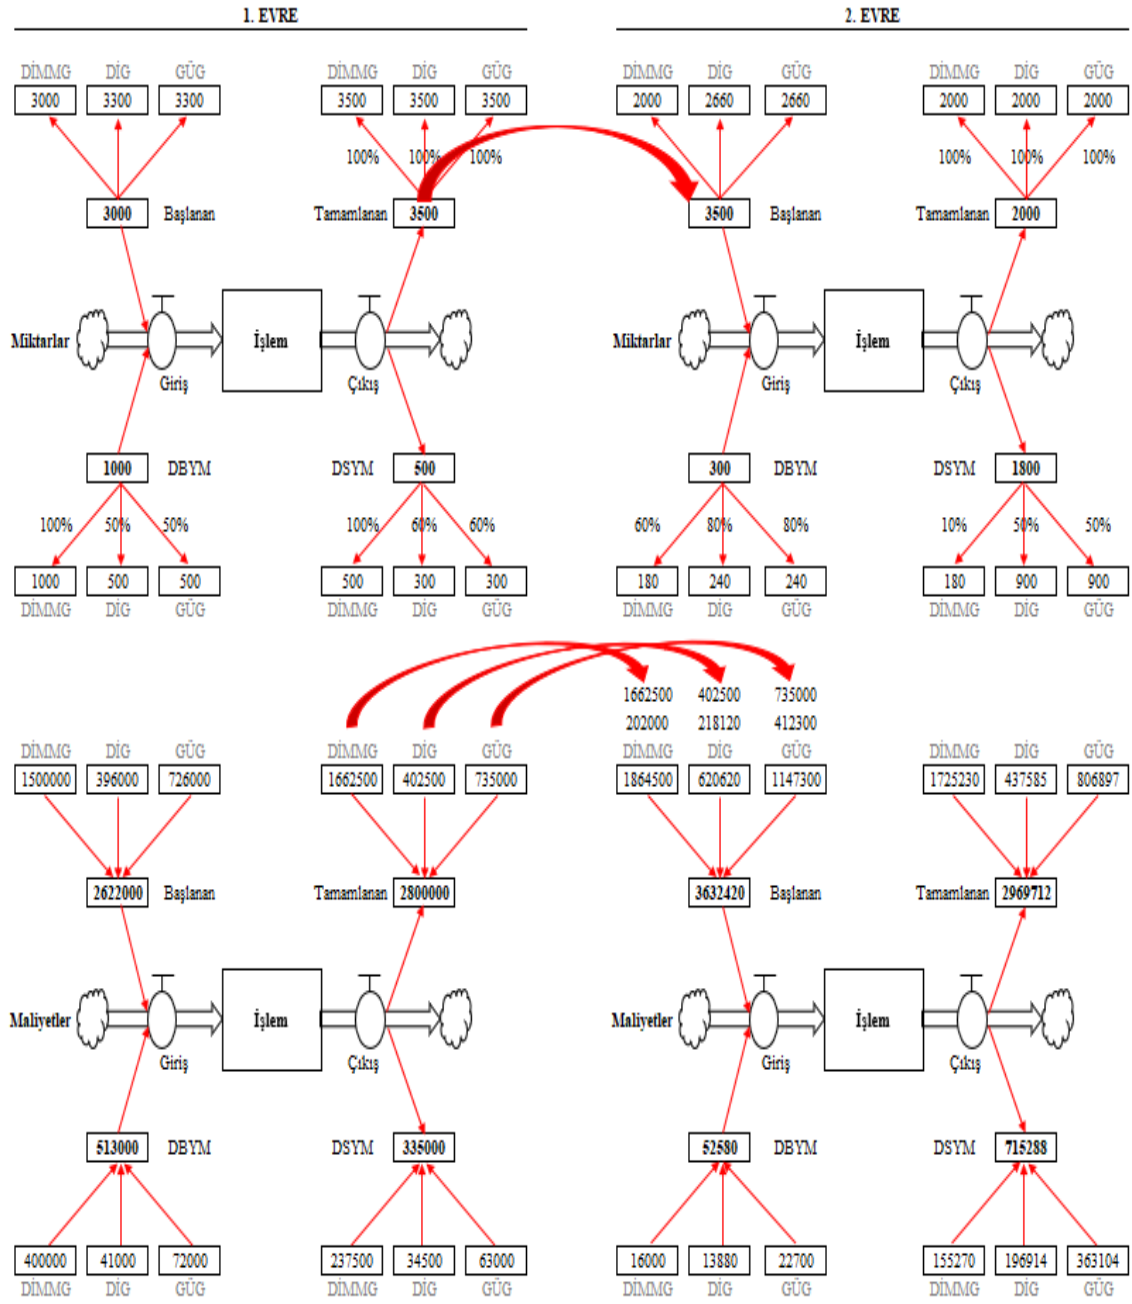 1. EVRE 2. EVRE
DİMMG DİG GÜG DİMMG DİG GÜG DİMMG DİG GÜG DİMMG DİG GÜG
3000 3300 3300 3500 3500 3500 2000 2660 2660 2000 2000 2000
100% 100% 100% 100% 100% 100%
3000 Başlanan Tamamlanan 3500 3500 Başlanan Tamamlanan 2000
Miktarlar İşlem Miktarlar İşlem
Giriş Çıkış Giriş Çıkış
1000 DBYM DSYM 500 300 DBYM DSYM 1800
100% 50% 50% 100% 60% 60% 60% 80% 80% 10% 50% 50%
1000 500 500 500 300 300 180 240 240 180 900 900
DİMMG DİG GÜG DİMMG DİG GÜG DİMMG DİG GÜG DİMMG DİG GÜG
1662500 402500 735000
202000 218120 412300
DİMMG DİG GÜG DİMMG DİG GÜG DİMMG DİG GÜG DİMMG DİG GÜG
1500000 396000 726000 1662500 402500 735000 1864500 620620 1147300 1725230 437585 806897
2622000 Başlanan Tamamlanan 2800000 3632420 Başlanan Tamamlanan 2969712
Maliyetler İşlem Maliyetler İşlem
Giriş Çıkış Giriş Çıkış
513000 DBYM DSYM 335000 52580 DBYM DSYM 715288
400000 41000 72000 237500 34500 63000 16000 13880 22700 155270 196914 363104
DİMMG DİG GÜG DİMMG DİG GÜG DİMMG DİG GÜG DİMMG DİG GÜG